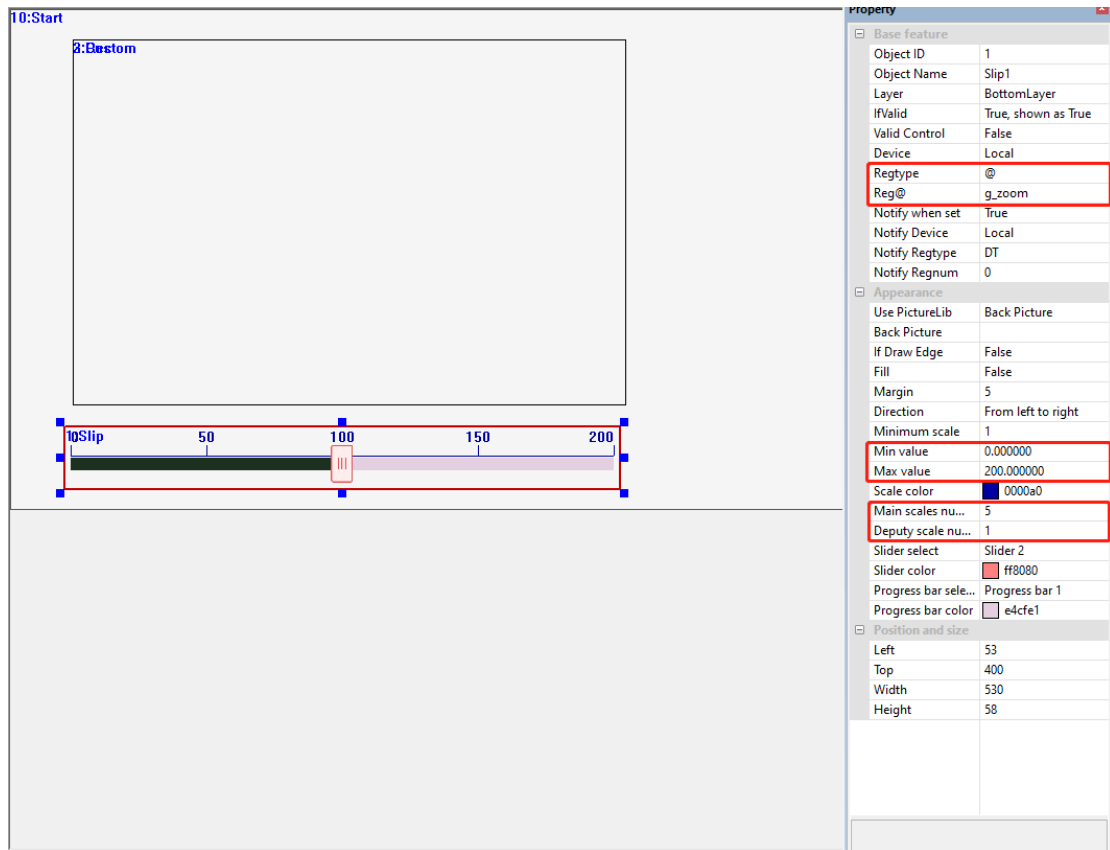 10:Start
Custom
Slip
50
100
150
200
Property
Base feature
Object ID 1
Object Name Slip1
Layer BottomLayer
IfValid True, shown as True
Valid Control False
Device Local
Regtype @
Reg@ g_zoom
Notify when set True
Notify Device Local
Notify Regtype DT
Notify Regnum 0
Appearance
Use PictureLib Back Picture
Back Picture
If Draw Edge False
Fill False
Margin 5
Direction From left to right
Minimum scale 1
Min value 0.000000
Max value 200.000000
Scale color 0000a0
Main scales nu... 5
Deputy scale nu... 1
Slider select Slider 2
Slider color ff8080
Progress bar sele... Progress bar 1
Progress bar color e4cfe1
Position and size
Left 53
Top 400
Width 530
Height 58